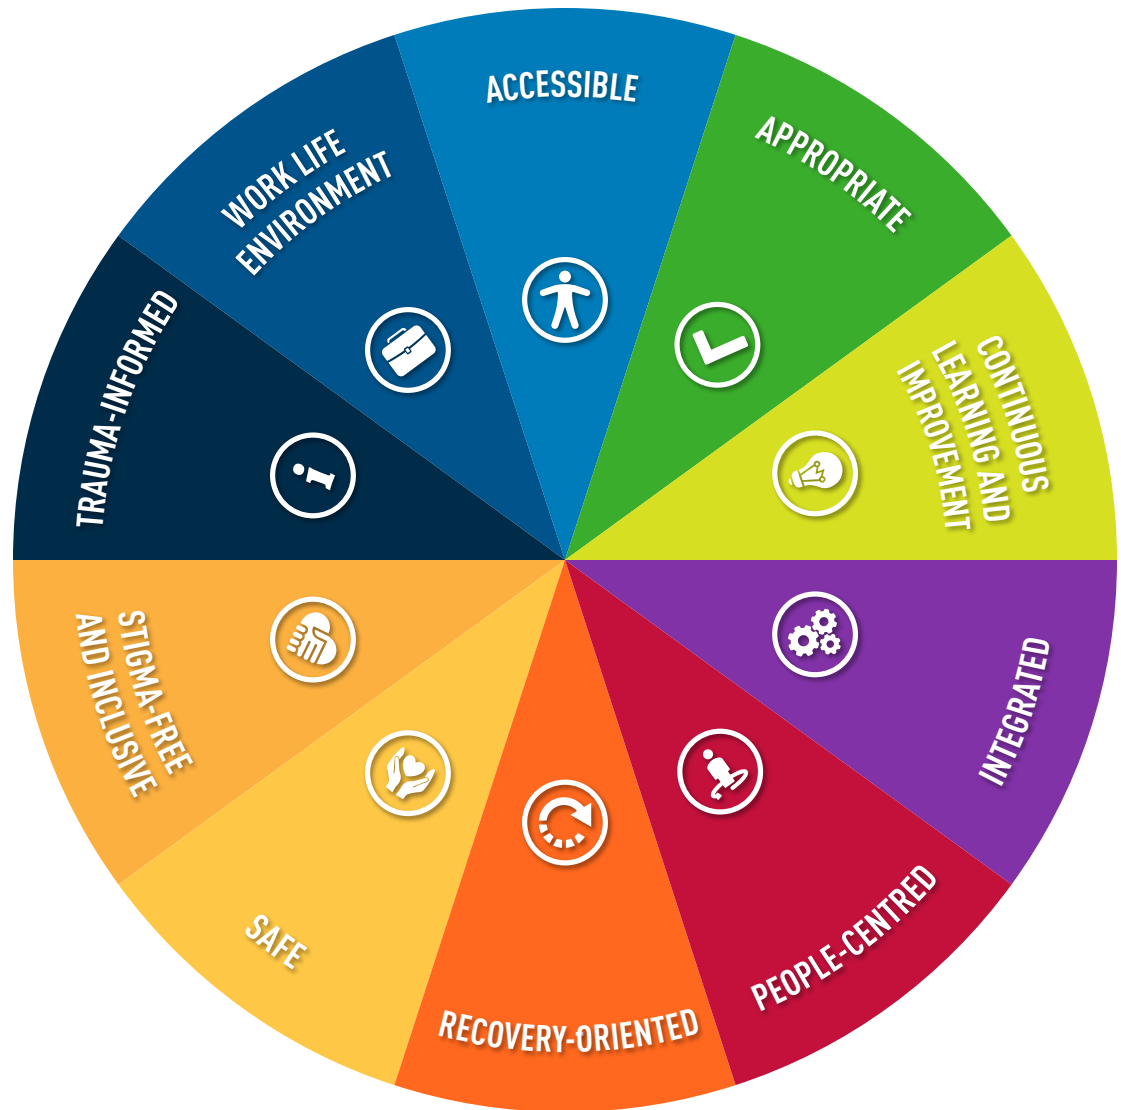 ACCESSIBLE
APPROPRIATE
CONTINUOUS
LEARNING AND
IMPROVEMENT
INTEGRATED
PEOPLE-CENTRED
RECOVERY-ORIENTED
SAFE
STIGMA-FREE
AND INCLUSIVE
TRAUMA-INFORMED
WORK LIFE
ENVIRONMENT